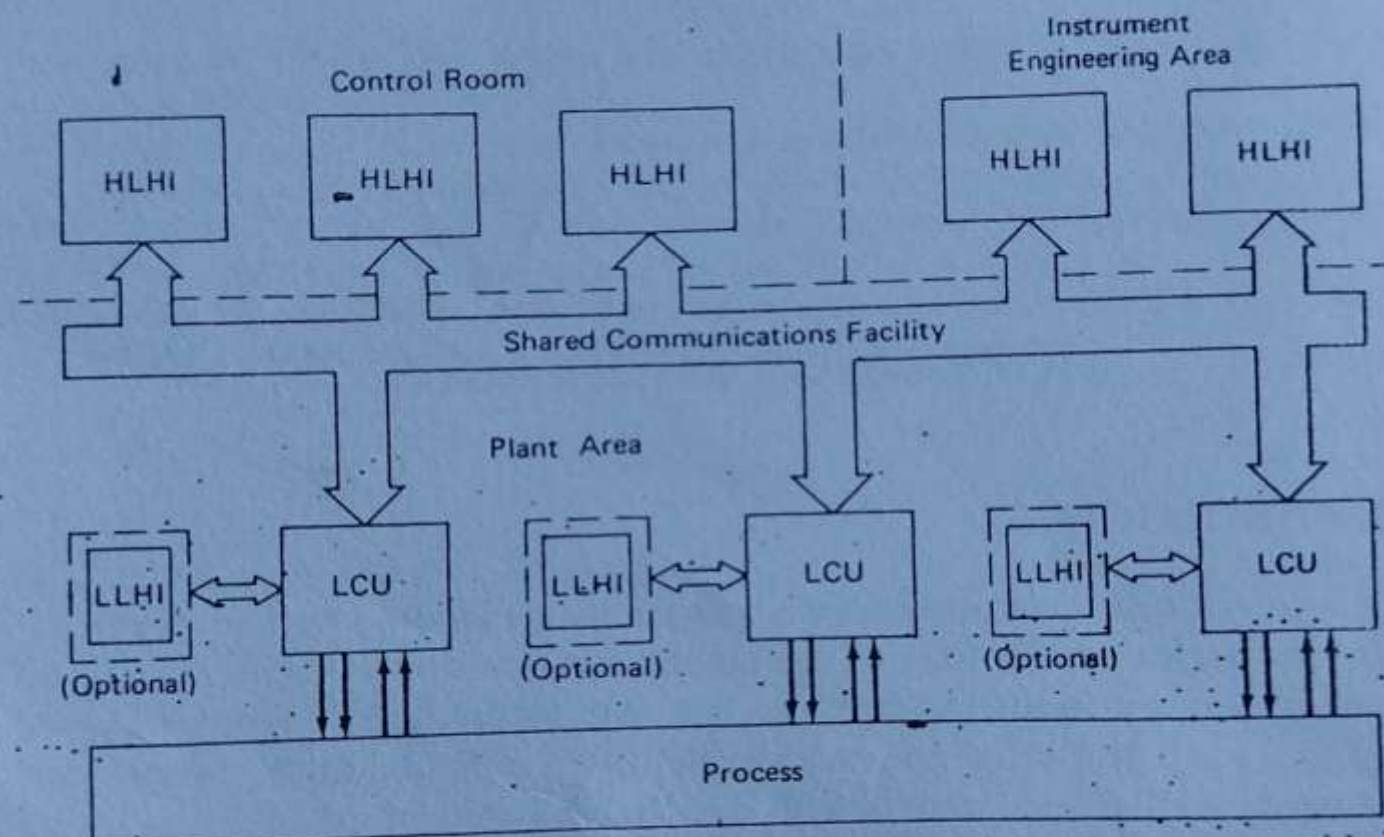 Instrument
Engineering Area
Control Room
HLHI
HLHI
HLHI
HLHI
HLHI
Shared Communications Facility
Plant Area
LLHI
LCU
LLHI
LCU
LLHI
LCU
(Optional)
(Optional)
(Optional)
Process